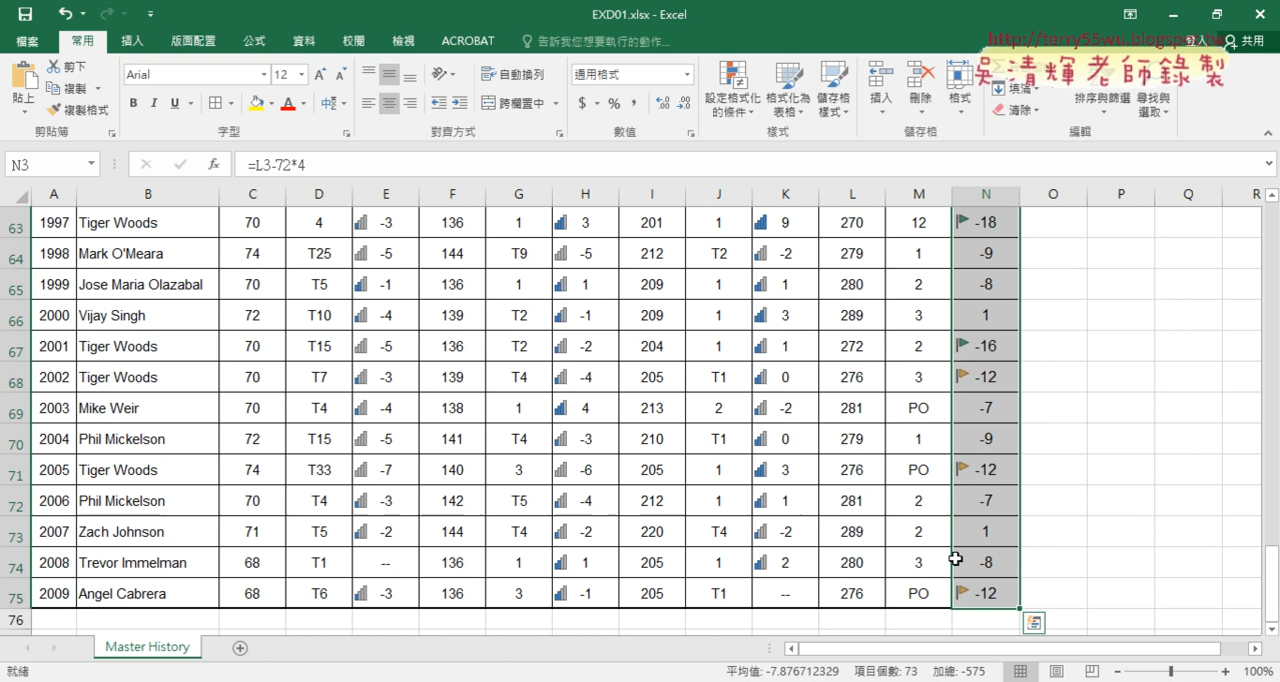 EXD01.xlsx - Excel
檔案 常用 插入 版面配置 公式 資料 校閱 檢視 ACROBAT 告訴我您想要執行的動作... 登入 共用
http://terry55wu.blogspot.tw
吳清輝老師錄製
貼上 剪下 複製 複製格式 剪貼簿
Arial 12 B I U 中 字型
自動換列 跨欄置中 對齊方式
通用格式 $ % , 數值
設定格式化的條件 格式化為表格 儲存格樣式 樣式
插入 刪除 格式 儲存格
填滿 清除 排序與篩選 尋找與選取 編輯
N3 fx =L3-72*4
A B C D E F G H I J K L M N O P Q R
63 1997 Tiger Woods 70 4 -3 136 1 3 201 1 9 270 12 -18
64 1998 Mark O'Meara 74 T25 -5 144 T9 -5 212 T2 -2 279 1 -9
65 1999 Jose Maria Olazabal 70 T5 -1 136 1 1 209 1 1 280 2 -8
66 2000 Vijay Singh 72 T10 -4 139 T2 -1 209 1 3 289 3 1
67 2001 Tiger Woods 70 T15 -5 136 T2 -2 204 1 1 272 2 -16
68 2002 Tiger Woods 70 T7 -3 139 T4 -4 205 T1 0 276 3 -12
69 2003 Mike Weir 70 T4 -4 138 1 4 213 2 -2 281 PO -7
70 2004 Phil Mickelson 72 T15 -5 141 T4 -3 210 T1 0 279 1 -9
71 2005 Tiger Woods 74 T33 -7 140 3 -6 205 1 3 276 PO -12
72 2006 Phil Mickelson 70 T4 -3 142 T5 -4 212 1 1 281 2 -7
73 2007 Zach Johnson 71 T5 -2 144 T4 -2 220 T4 -2 289 2 1
74 2008 Trevor Immelman 68 T1 -- 136 1 1 205 1 2 280 3 -8
75 2009 Angel Cabrera 68 T6 -3 136 3 -1 205 T1 -- 276 PO -12
76
Master History
就緒 平均值: -7.876712329 項目個數: 73 加總: -575 100%